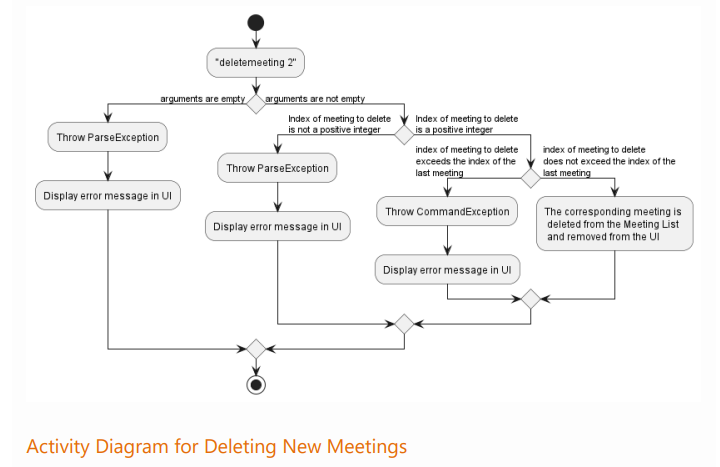 "deletemeeting 2"
arguments are empty
arguments are not empty
Throw ParseException
Display error message in UI
Index of meeting to delete
is not a positive integer
Index of meeting to delete
is a positive integer
Throw ParseException
Display error message in UI
index of meeting to delete
exceeds the index of the
last meeting
index of meeting to delete
does not exceed the index of the
last meeting
Throw CommandException
Display error message in UI
The corresponding meeting is
deleted from the Meeting List
and removed from the UI
Activity Diagram for Deleting New Meetings